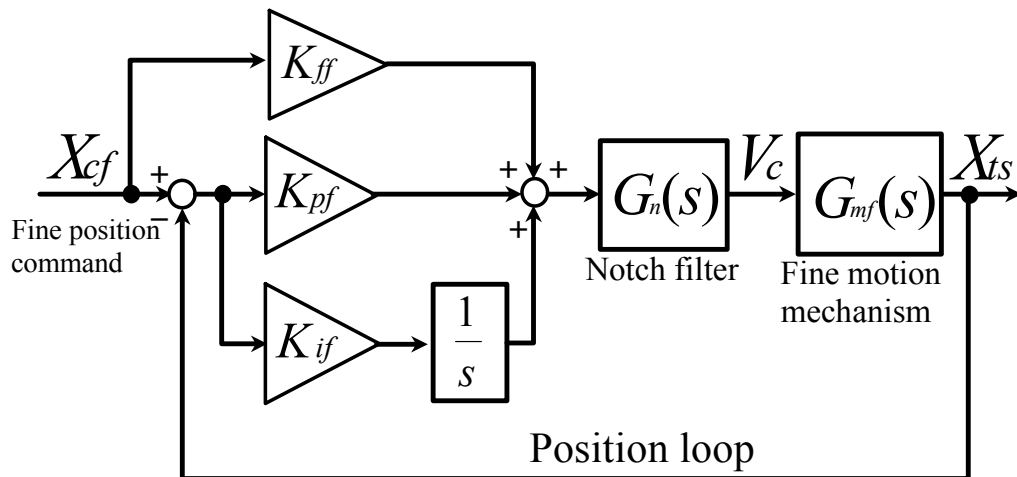 K_ff
X_cf
+
−
Fine position
command
K_pf
+
+
+
G_n(s)
Notch filter
V_c
G_mf(s)
Fine motion
mechanism
X_ts
K_if
1
s
Position loop